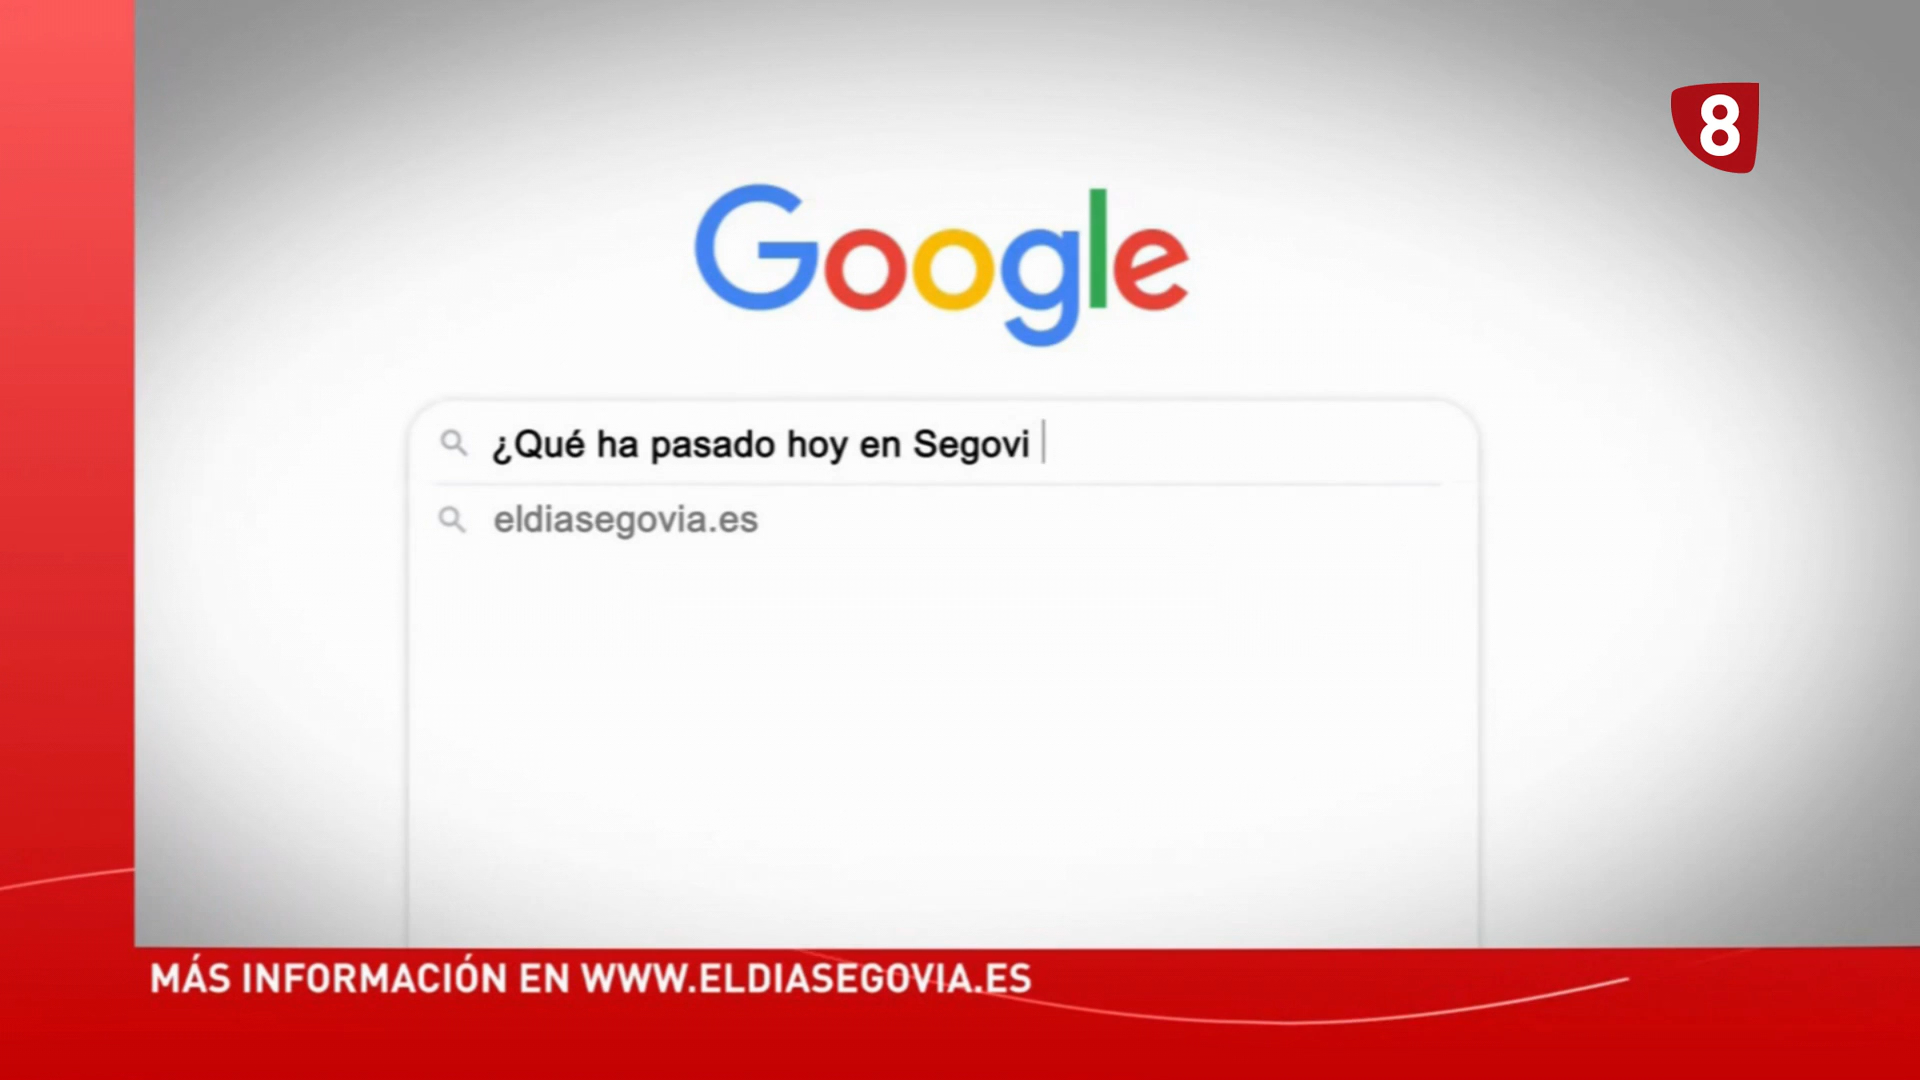 8
Google
¿Qué ha pasado hoy en Segovi
eldiasegovia.es
MÁS INFORMACIÓN EN WWW.ELDIASEGOVIA.ES